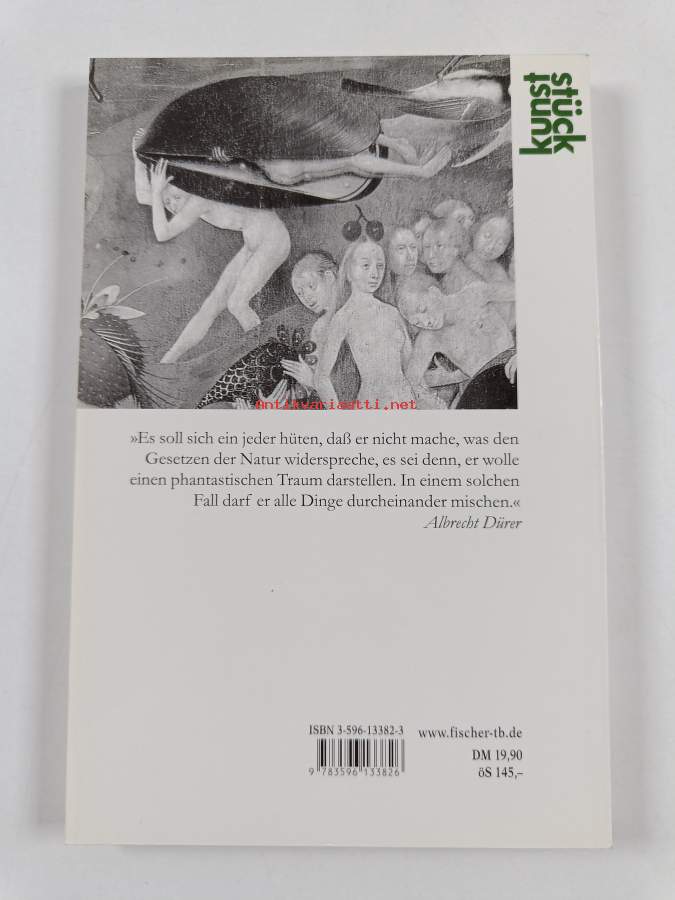 kunst
stück
Antikvariaatti.net
»Es soll sich ein jeder hüten, daß er nicht mache, was den
Gesetzen der Natur widerspreche, es sei denn, er wolle
einen phantastischen Traum darstellen. In einem solchen
Fall darf er alle Dinge durcheinander mischen.«
Albrecht Dürer
ISBN 3-596-13382-3
www.fischer-tb.de
DM 19,90
öS 145,–
9 783596 133826